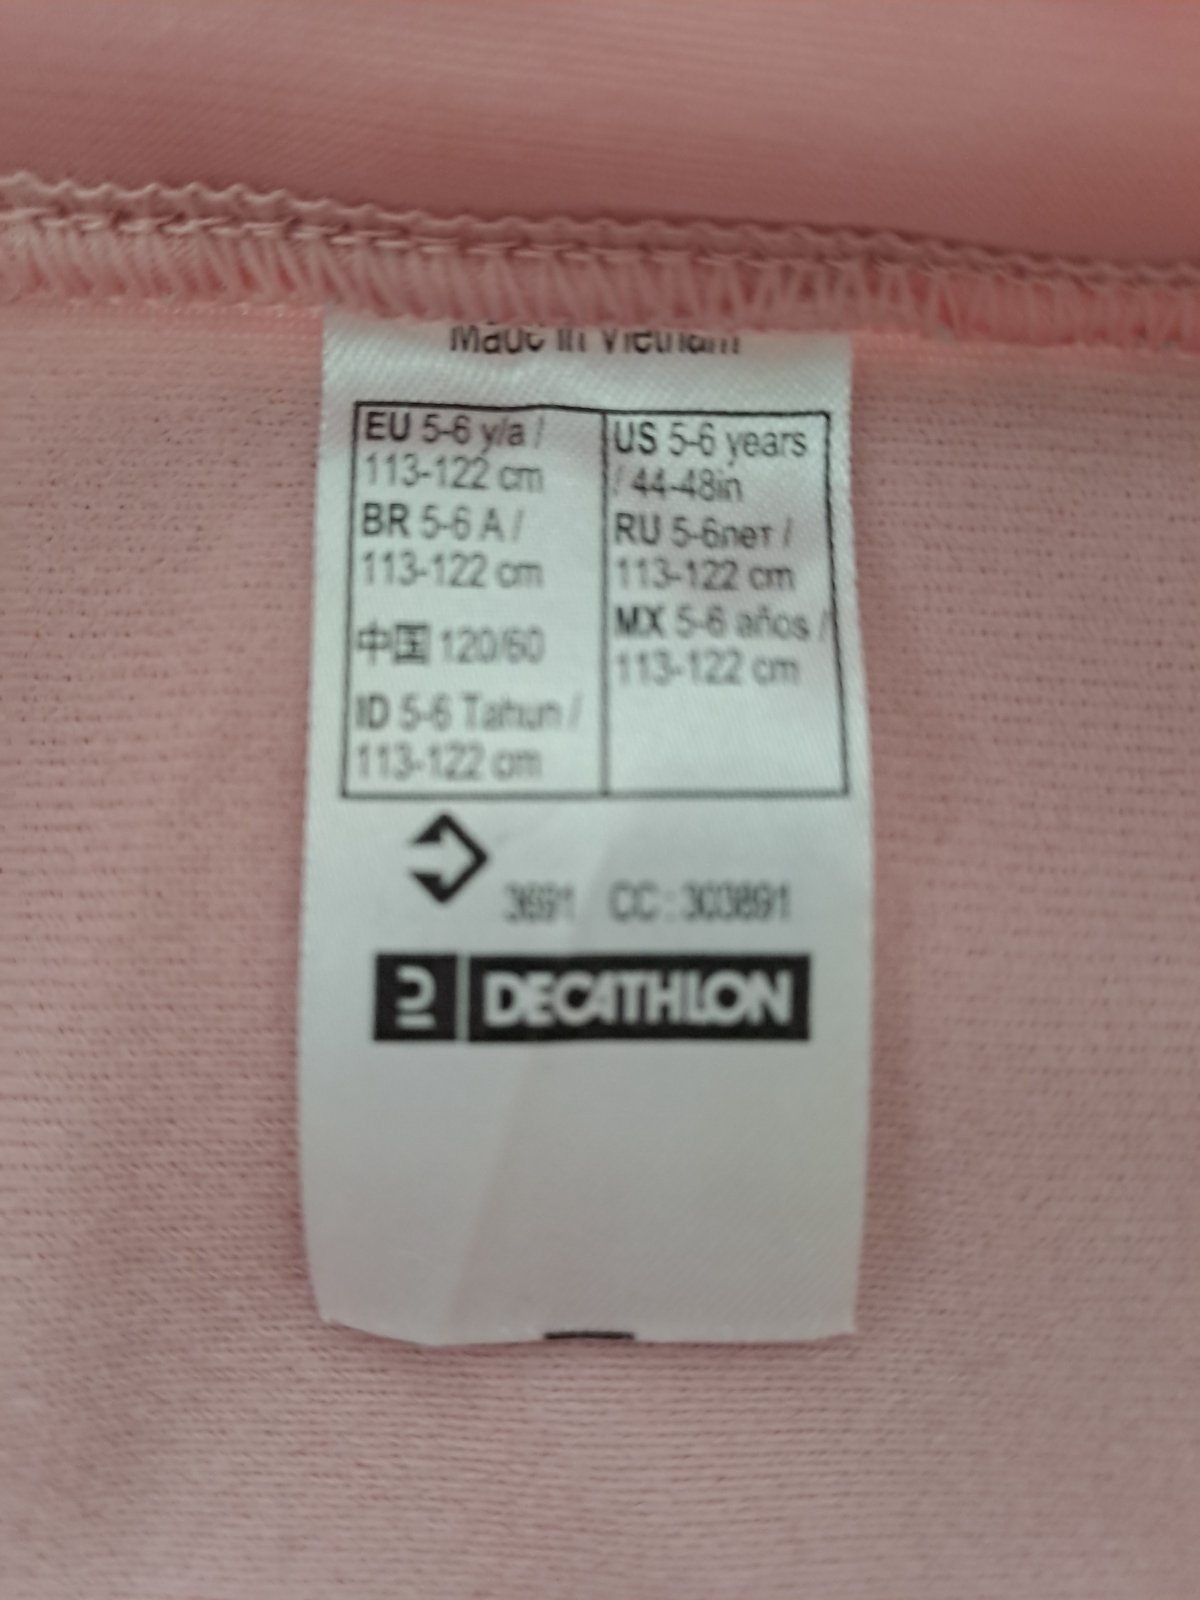 Made in Vietnam
EU 5-6 y/a /
113-122 cm
BR 5-6 A /
113-122 cm
中国 120/60
ID 5-6 Tahun /
113-122 cm
US 5-6 years
/ 44-48in
RU 5-6лет /
113-122 cm
MX 5-6 años /
113-122 cm
3691 CC : 303891
DECATHLON